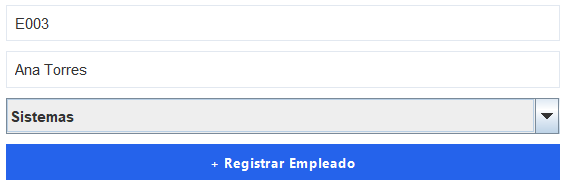 E003
Ana Torres
Sistemas
+ Registrar Empleado